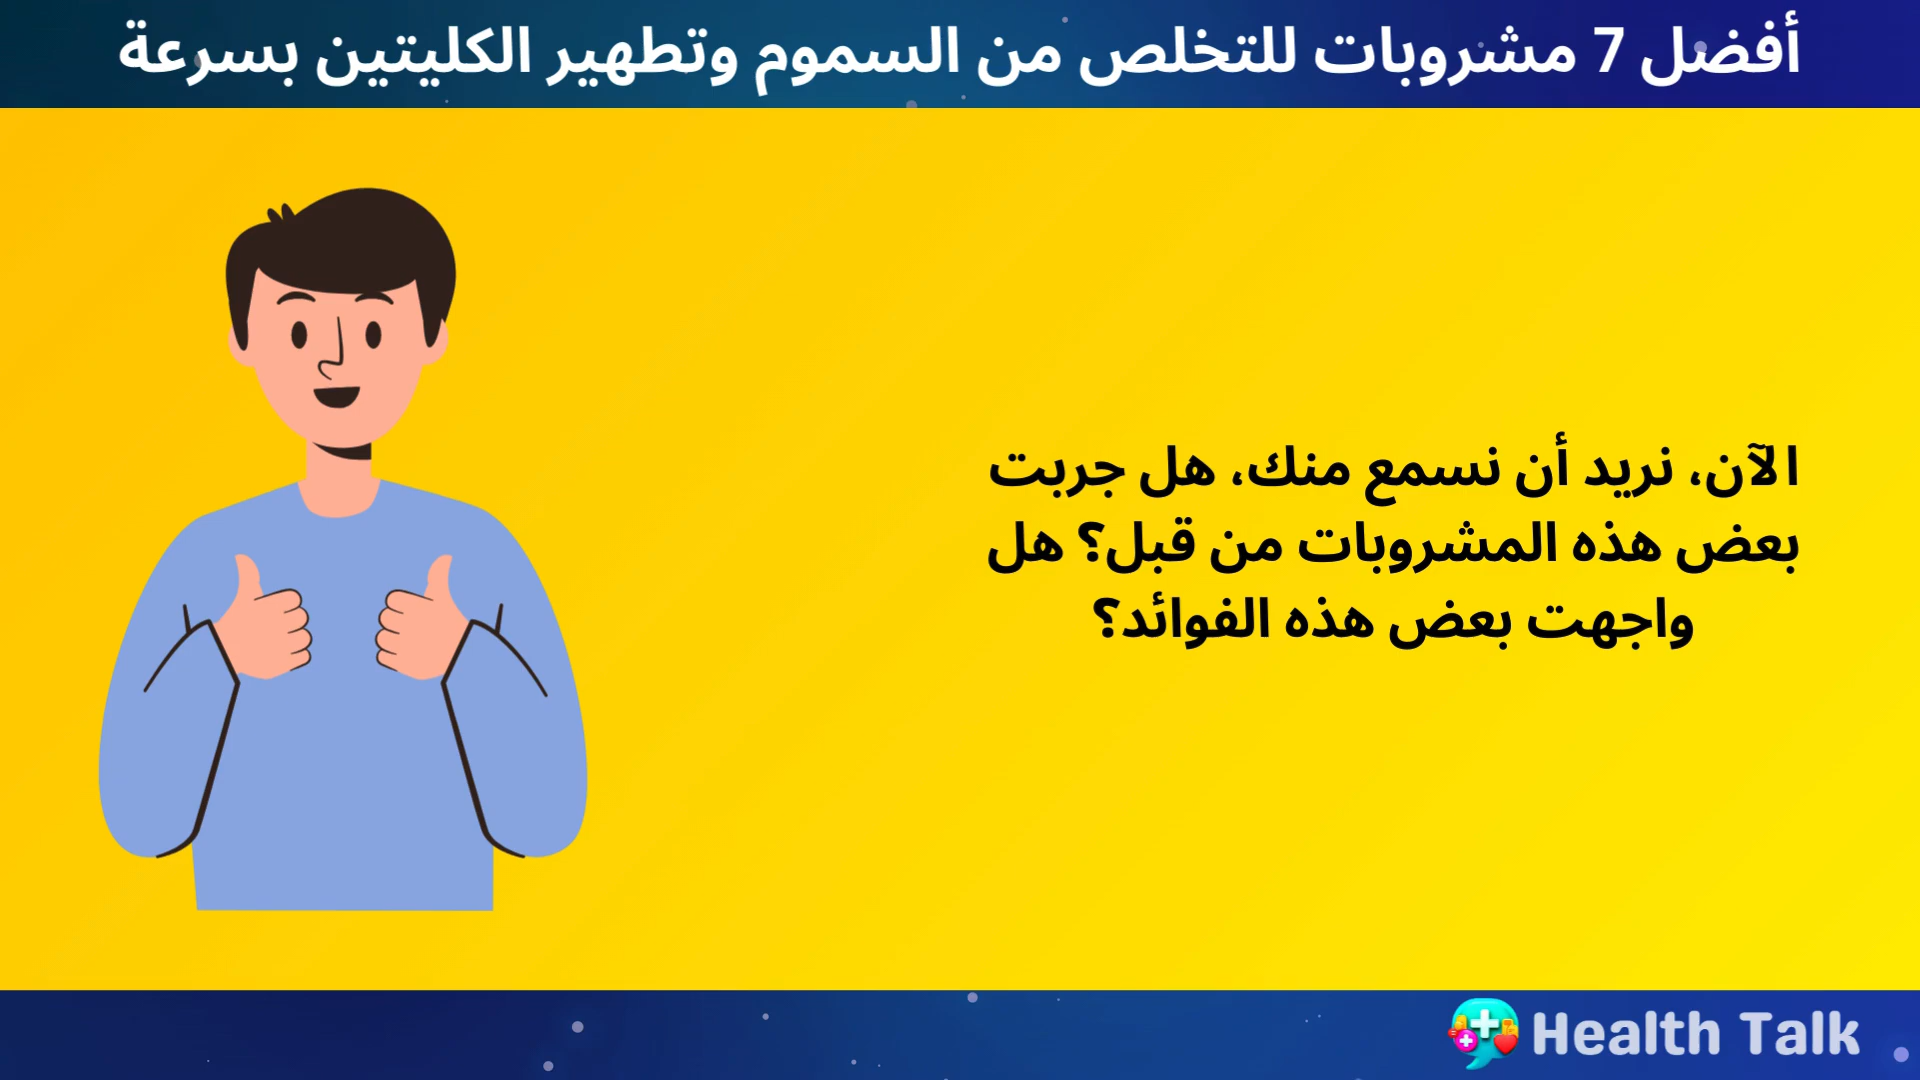 أفضل 7 مشروبات للتخلص من السموم وتطهير الكليتين بسرعة
الآن، نريد أن نسمع منك، هل جربت
بعض هذه المشروبات من قبل؟ هل
واجهت بعض هذه الفوائد؟
Health Talk